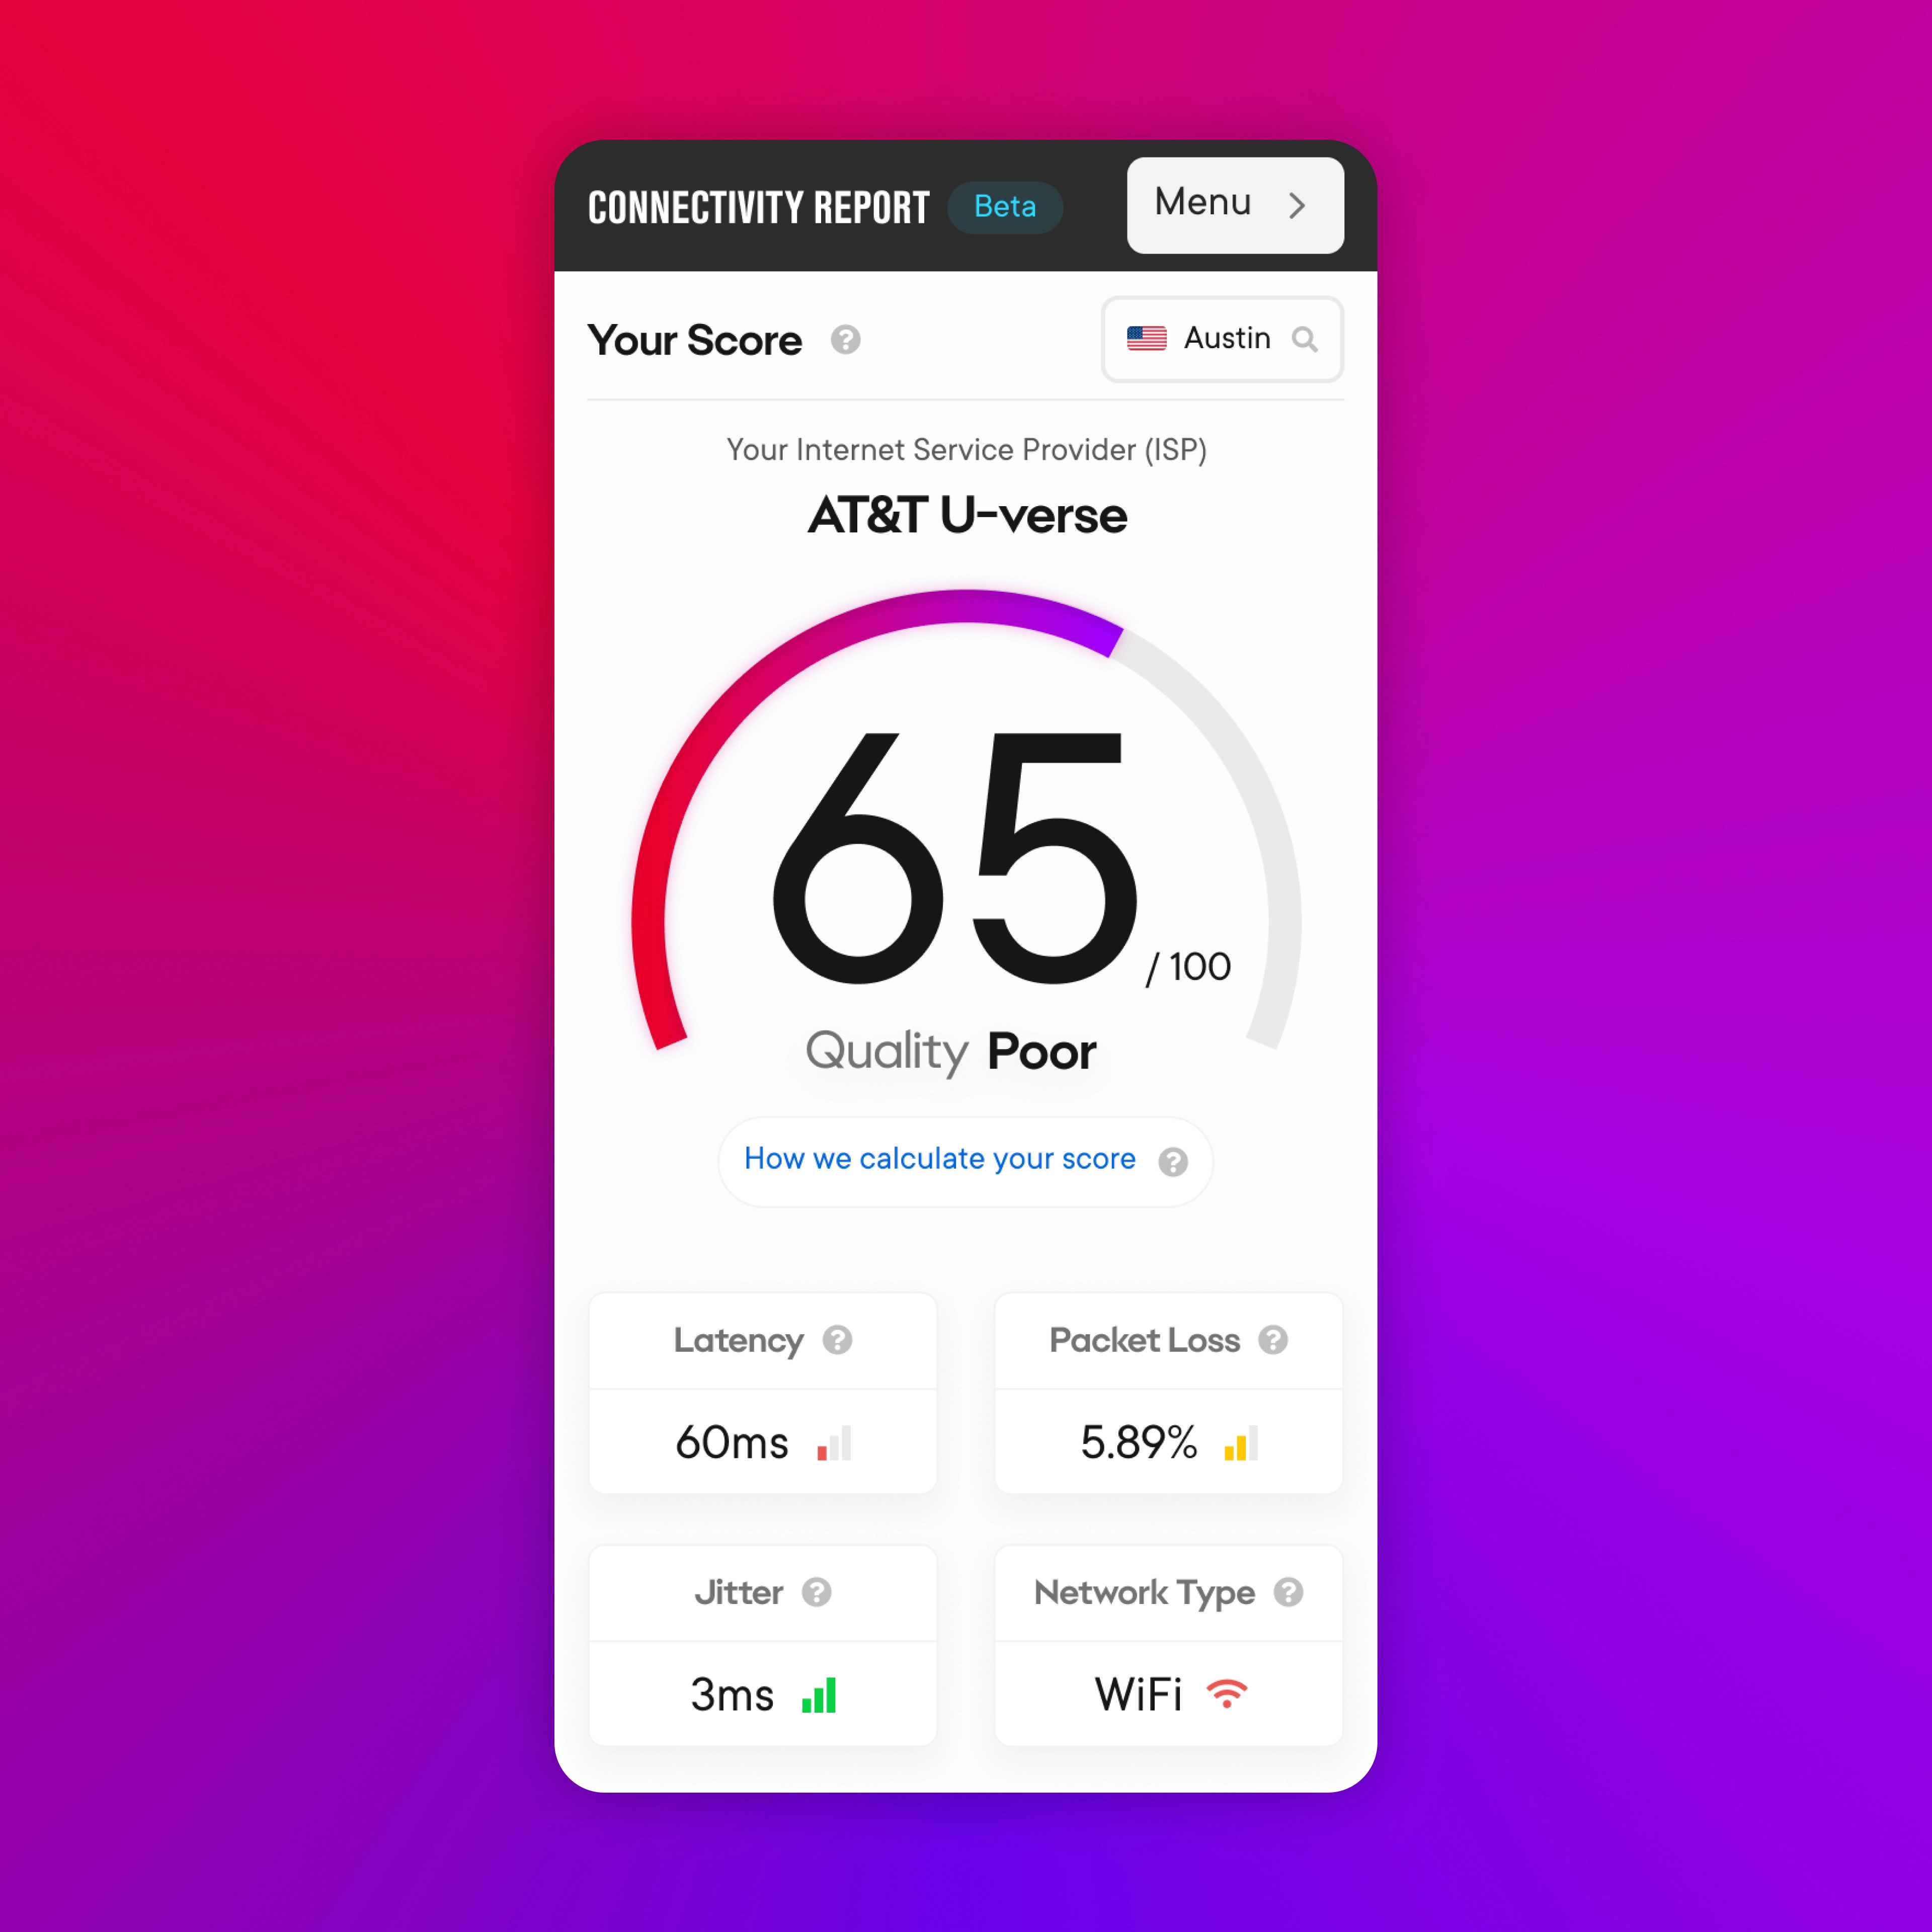 CONNECTIVITY REPORT Beta Menu
Your Score Austin
Your Internet Service Provider (ISP)
AT&T U-verse
65 / 100
Quality Poor
How we calculate your score ?
Latency ? Packet Loss ?
60ms 5.89%
Jitter ? Network Type ?
3ms WiFi